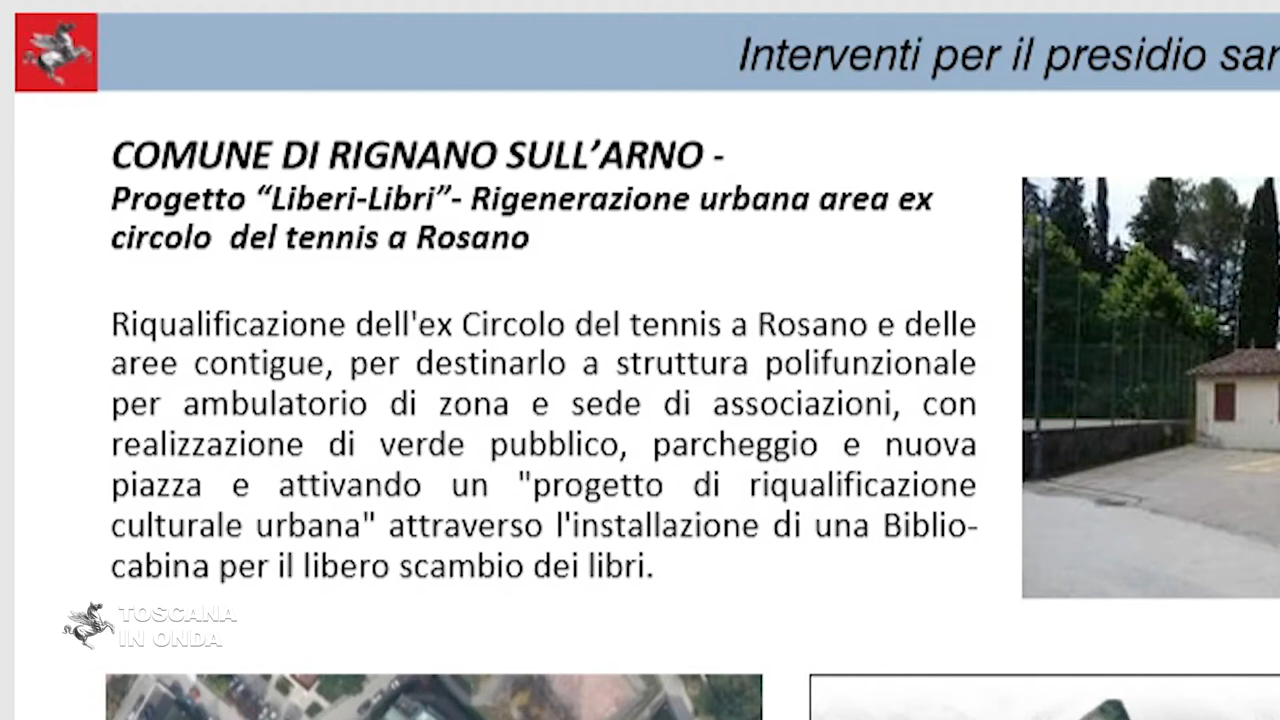 Interventi per il presidio
COMUNE DI RIGNANO SULL’ARNO -
Progetto “Liberi-Libri”- Rigenerazione urbana area ex
circolo del tennis a Rosano
Riqualificazione dell'ex Circolo del tennis a Rosano e delle
aree contigue, per destinarlo a struttura polifunzionale
per ambulatorio di zona e sede di associazioni, con
realizzazione di verde pubblico, parcheggio e nuova
piazza e attivando un "progetto di riqualificazione
culturale urbana" attraverso l'installazione di una Biblio-
cabina per il libero scambio dei libri.
TOSCANA
IN ONDA